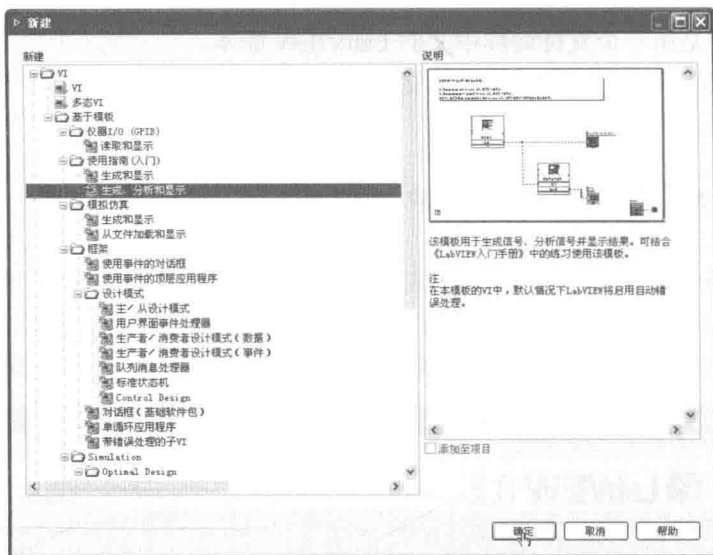 新建
新建
VI
VI
多态VI
基于模板
仪器I/O (GPIB)
读取和显示
使用指南(入门)
生成和显示
生成、分析和显示
模拟仿真
生成和显示
从文件加载和显示
框架
使用事件的对话框
使用事件的顶层应用程序
设计模式
主/从设计模式
用户界面事件处理器
生产者/消费者设计模式(数据)
生产者/消费者设计模式(事件)
队列消息处理器
标准状态机
Control Design
对话框(基础软件包)
单循环应用程序
带错误处理的子VI
Simulation
Optimal Design
说明
该模板用于生成信号、分析信号并显示结果。可结合
《LabVIEW入门手册》中的练习使用该模板。
注:
在本模板的VI中,默认情况下LabVIEW将启用自动错
误处理。
添加至项目
确定
取消
帮助